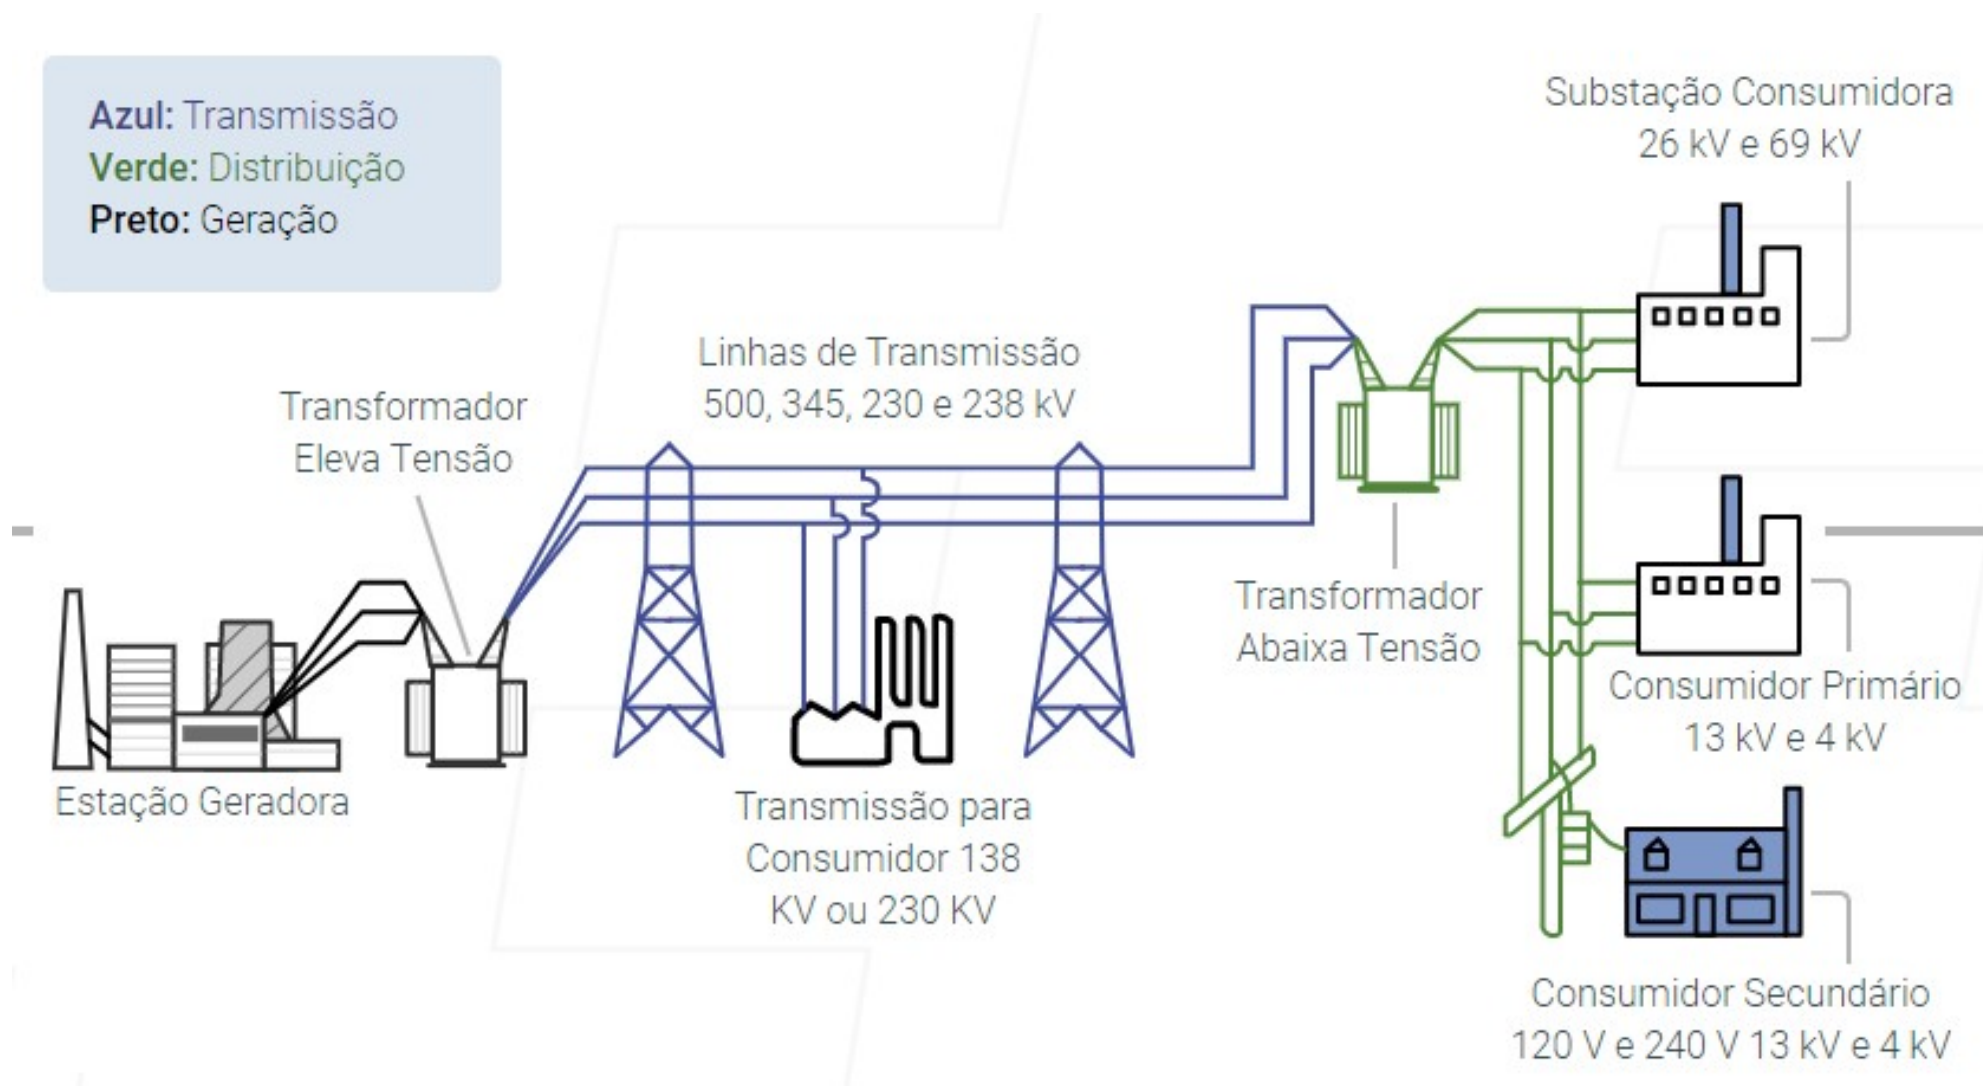 Azul: Transmissão
Verde: Distribuição
Preto: Geração
Substação Consumidora
26 kV e 69 kV
Linhas de Transmissão
500, 345, 230 e 238 kV
Transformador
Eleva Tensão
Transformador
Abaixa Tensão
Consumidor Primário
13 kV e 4 kV
Estação Geradora
Transmissão para
Consumidor 138
KV ou 230 KV
Consumidor Secundário
120 V e 240 V 13 kV e 4 kV